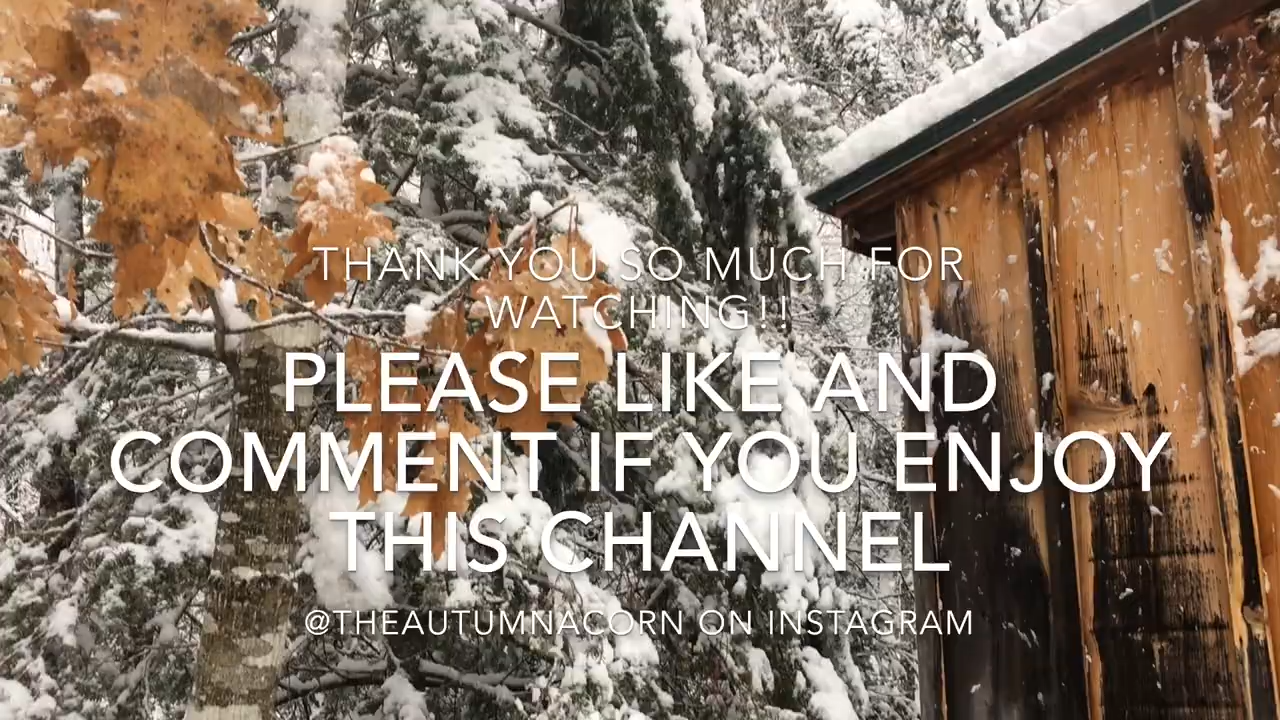 THANK YOU SO MUCH FOR
WATCHING!!
PLEASE LIKE AND
COMMENT IF YOU ENJOY
THIS CHANNEL
@THEAUTUMNACORN ON INSTAGRAM